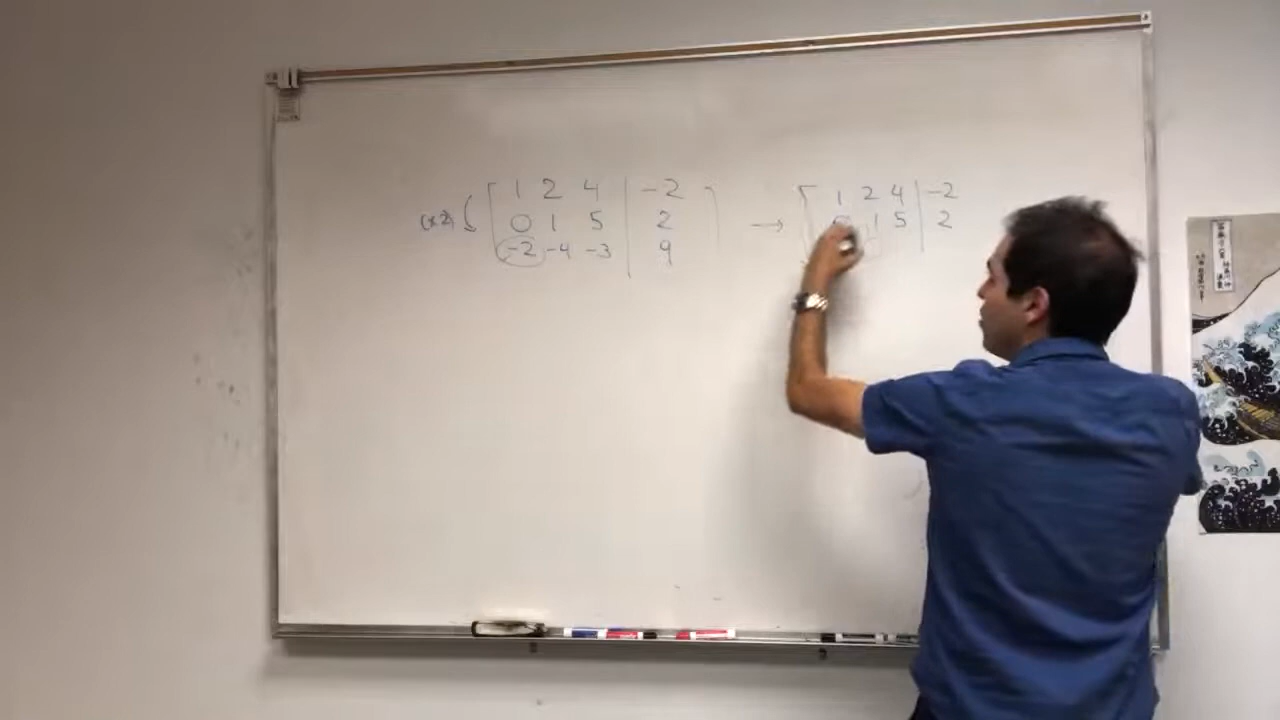 1 2 4 | -2 → 1 2 4 | -2
(x2) 0 1 5 | 2 0 1 5 | 2
-2 -4 -3 | 9